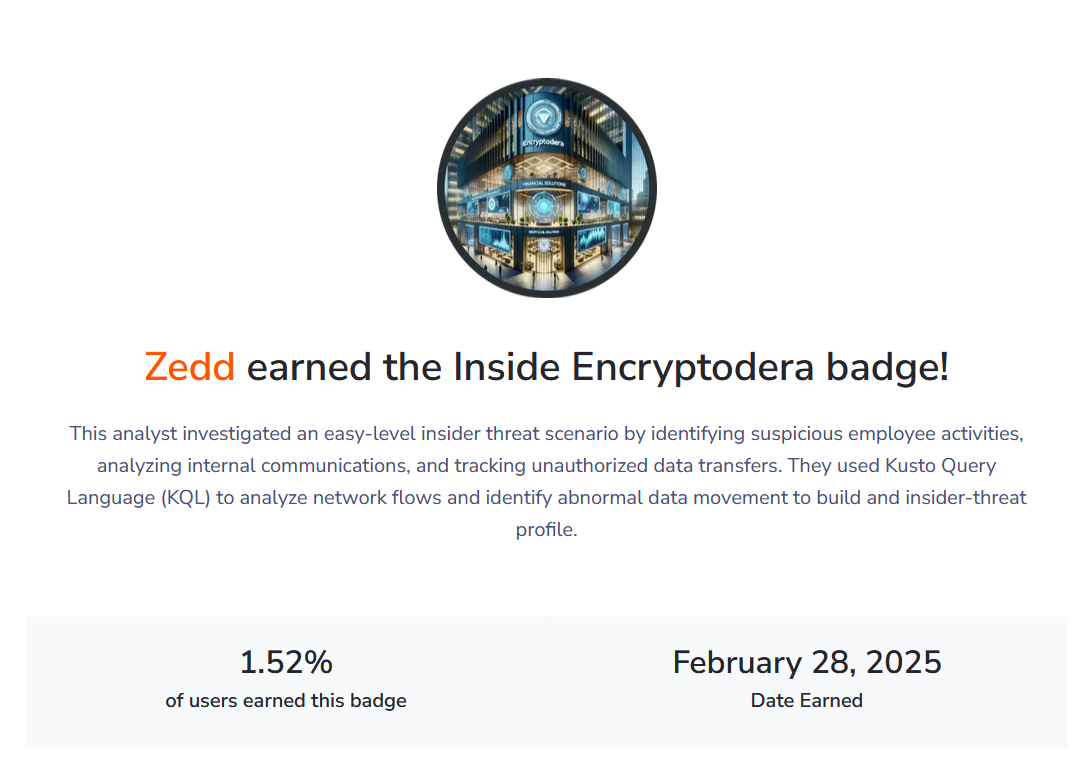 Encryptodera
FINANCIAL SOLUTIONS
Zedd earned the Inside Encryptodera badge!
This analyst investigated an easy-level insider threat scenario by identifying suspicious employee activities,
analyzing internal communications, and tracking unauthorized data transfers. They used Kusto Query
Language (KQL) to analyze network flows and identify abnormal data movement to build and insider-threat
profile.
1.52%
of users earned this badge
February 28, 2025
Date Earned